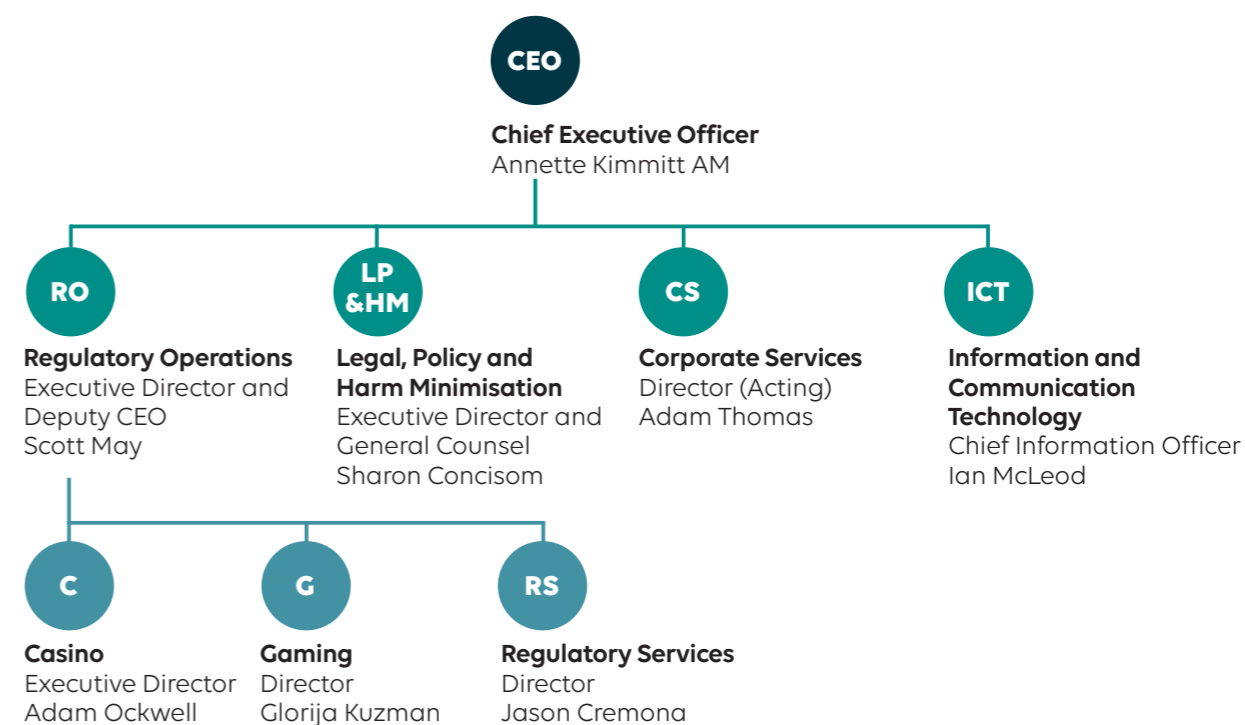 CEO
Chief Executive Officer
Annette Kimmitt AM
RO
Regulatory Operations
Executive Director and
Deputy CEO
Scott May
LP
&HM
Legal, Policy and
Harm Minimisation
Executive Director and
General Counsel
Sharon Concisom
CS
Corporate Services
Director (Acting)
Adam Thomas
ICT
Information and
Communication
Technology
Chief Information Officer
Ian McLeod
C
Casino
Executive Director
Adam Ockwell
G
Gaming
Director
Glorija Kuzman
RS
Regulatory Services
Director
Jason Cremona